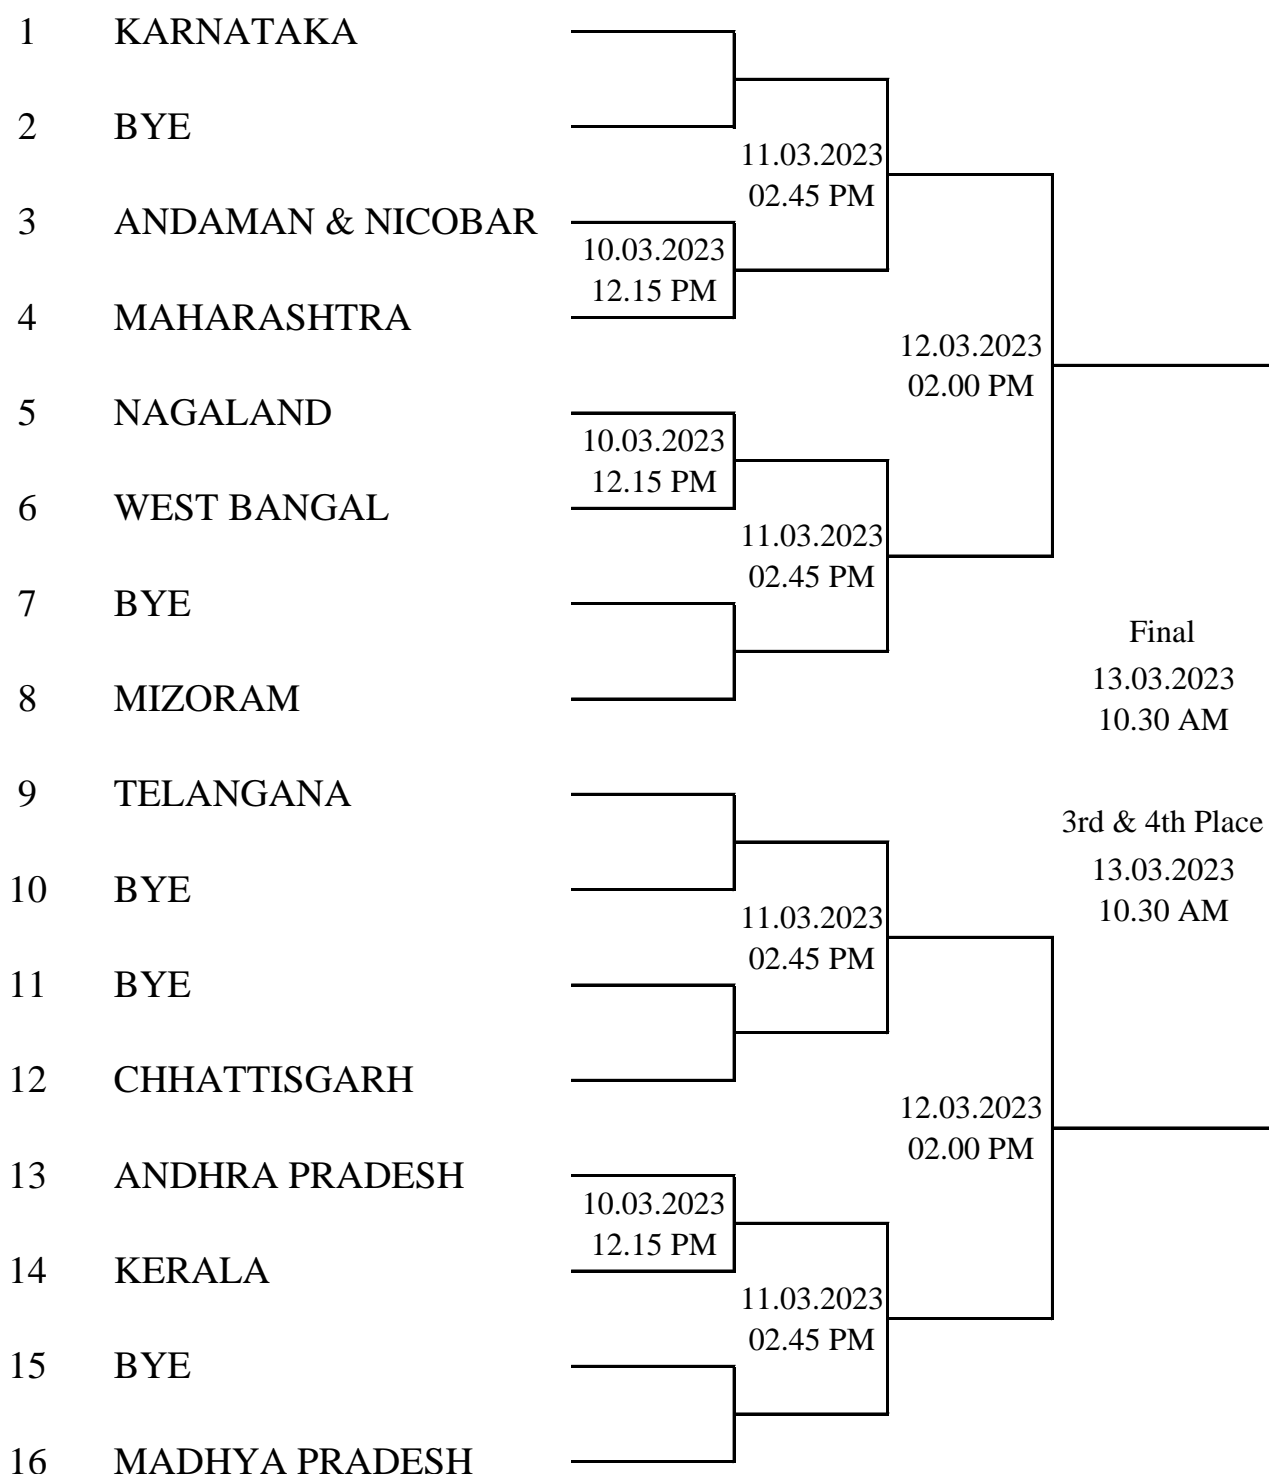 1 KARNATAKA
2 BYE
11.03.2023
02.45 PM
3 ANDAMAN & NICOBAR
10.03.2023
12.15 PM
4 MAHARASHTRA
12.03.2023
02.00 PM
5 NAGALAND
10.03.2023
12.15 PM
6 WEST BANGAL
11.03.2023
02.45 PM
7 BYE
Final
13.03.2023
10.30 AM
8 MIZORAM
9 TELANGANA
3rd & 4th Place
13.03.2023
10.30 AM
10 BYE
11.03.2023
02.45 PM
11 BYE
12 CHHATTISGARH
12.03.2023
02.00 PM
13 ANDHRA PRADESH
10.03.2023
12.15 PM
14 KERALA
11.03.2023
02.45 PM
15 BYE
16 MADHYA PRADESH